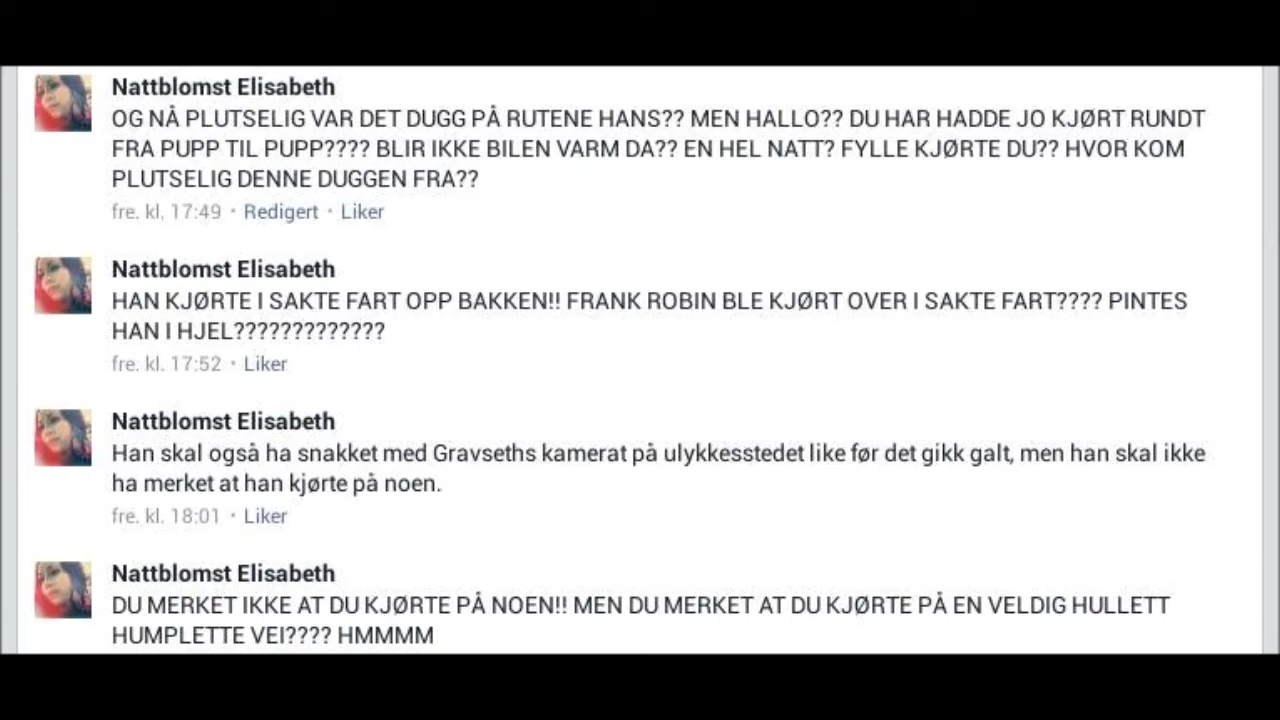 Nattblomst Elisabeth
OG NÅ PLUTSELIG VAR DET DUGG PÅ RUTENE HANS?? MEN HALLO?? DU HAR HADDE JO KJØRT RUNDT
FRA PUPP TIL PUPP???? BLIR IKKE BILEN VARM DA?? EN HEL NATT? FYLLE KJØRTE DU?? HVOR KOM
PLUTSELIG DENNE DUGGEN FRA??
fre. kl. 17:49 · Redigert · Liker
Nattblomst Elisabeth
HAN KJØRTE I SAKTE FART OPP BAKKEN!! FRANK ROBIN BLE KJØRT OVER I SAKTE FART???? PINTES
HAN I HJEL?????????????
fre. kl. 17:52 · Liker
Nattblomst Elisabeth
Han skal også ha snakket med Gravseths kamerat på ulykkesstedet like før det gikk galt, men han skal ikke
ha merket at han kjørte på noen.
fre. kl. 18:01 · Liker
Nattblomst Elisabeth
DU MERKET IKKE AT DU KJØRTE PÅ NOEN!! MEN DU MERKET AT DU KJØRTE PÅ EN VELDIG HULLETT
HUMPLETTE VEI???? HMMMM